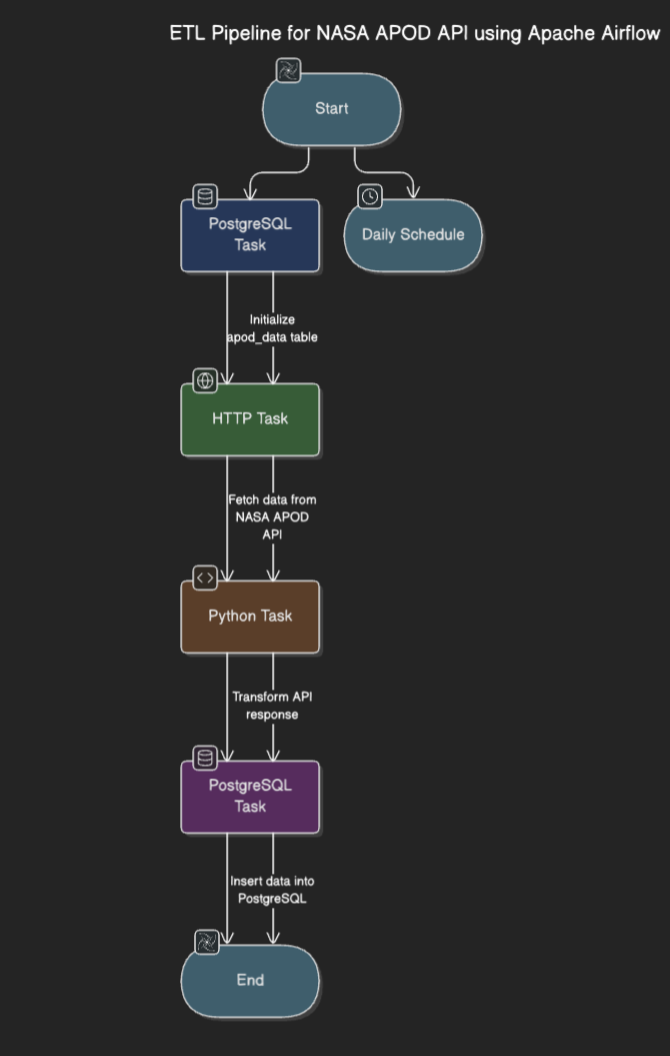 ETL Pipeline for NASA APOD API using Apache Airflow
Start
PostgreSQL
Task
Daily Schedule
Initialize
apod_data table
HTTP Task
Fetch data from
NASA APOD
API
Python Task
Transform API
response
PostgreSQL
Task
Insert data into
PostgreSQL
End